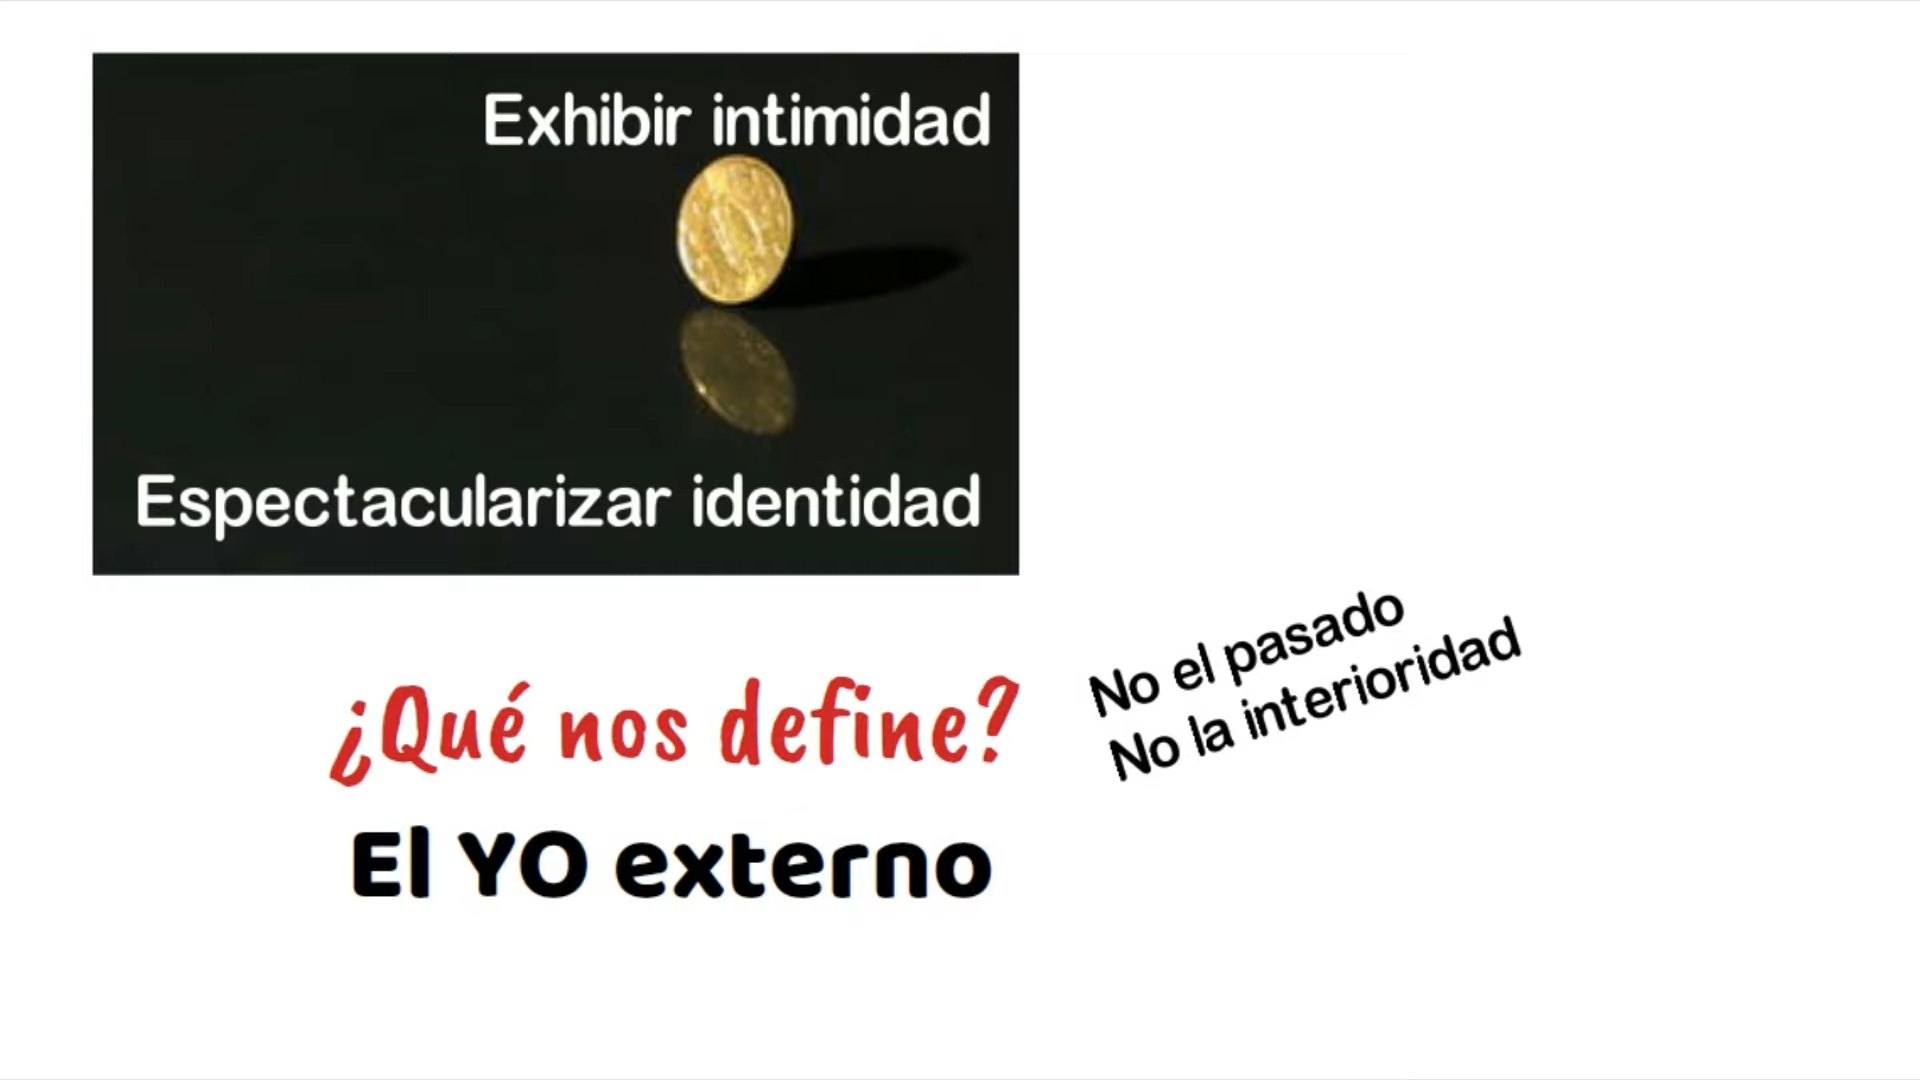 Exhibir intimidad
Espectacularizar identidad
¿Qué nos define?
No el pasado
No la interioridad
El YO externo